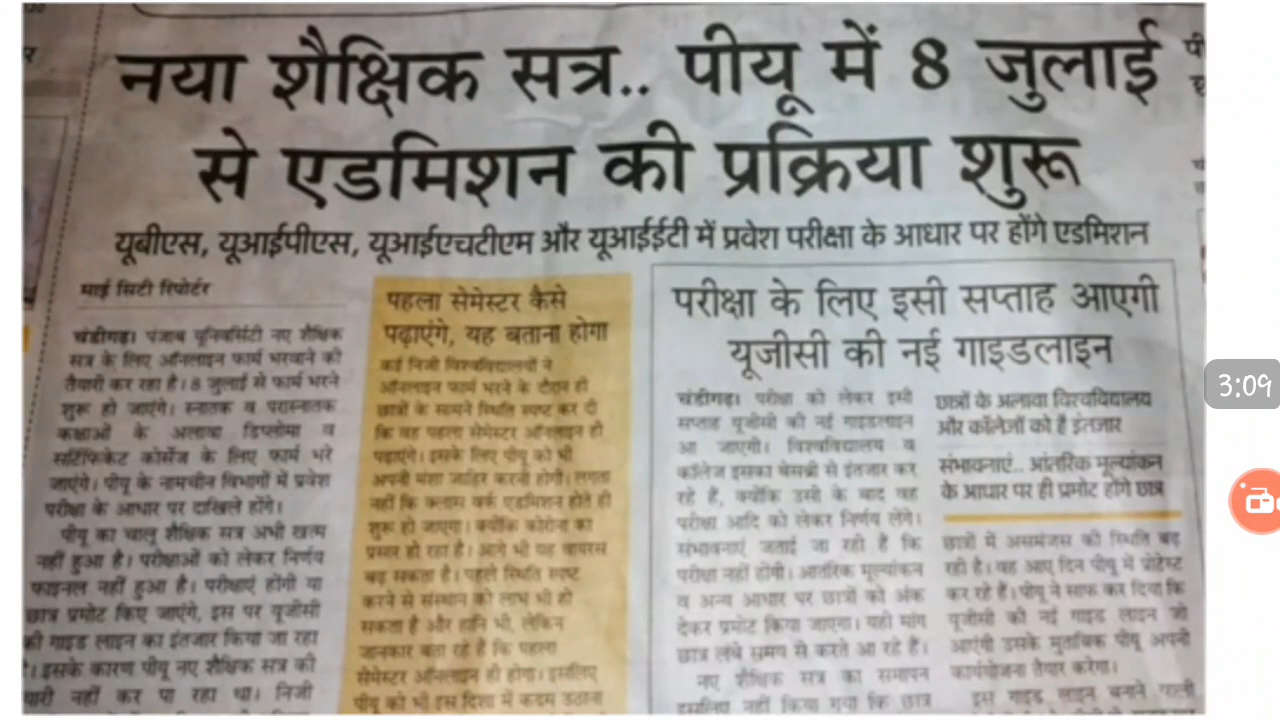 नया शैक्षिक सत्र.. पीयू में 8 जुलाई
से एडमिशन की प्रक्रिया शुरू
यूबीएस, यूआईपीएस, यूआईएचटीएम और यूआईईटी में प्रवेश परीक्षा के आधार पर होंगे एडमिशन
माई सिटी रिपोर्टर
चंडीगढ़। पंजाब यूनिवर्सिटी नए शैक्षिक
सत्र के लिए ऑनलाइन फार्म भरवाने की
तैयारी कर रहा है। 8 जुलाई से फार्म भरने
शुरू हो जाएंगे। स्नातक व परास्नातक
कक्षाओं के अलावा डिप्लोमा व
सर्टिफिकेट कोर्सेज के लिए फार्म भरे
जाएंगे। पीयू के नामचीन विभागों में प्रवेश
परीक्षा के आधार पर दाखिले होंगे।
पीयू का चालू शैक्षिक सत्र अभी खत्म
नहीं हुआ है। परीक्षाओं को लेकर निर्णय
फाइनल नहीं हुआ है। परीक्षाएं होंगी या
छात्र प्रमोट किए जाएंगे, इस पर यूजीसी
की गाइड लाइन का इंतजार किया जा रहा
है। इसके कारण पीयू नए शैक्षिक सत्र की
नहीं कर पा रहा था। निजी
पहला सेमेस्टर कैसे
पढ़ाएंगे, यह बताना होगा
कई निजी विश्वविद्यालयों ने
ऑनलाइन फार्म भरने के दौरान ही
छात्रों के सामने स्थिति स्पष्ट कर दी
कि वह पहला सेमेस्टर ऑनलाइन ही
पढ़ाएंगे। इसके लिए पीयू को भी
अपनी मंशा जाहिर करनी होगी। लगता
नहीं कि क्लास वर्क एडमिशन होते ही
शुरू हो जाएगा। क्योंकि कोरोना का
प्रसार हो रहा है। आगे भी यह वायरस
बढ़ सकता है। पहले स्थिति स्पष्ट
करने से संस्थान को लाभ भी हो
सकता है और हानि भी, लेकिन
जानकार बता रहे हैं कि पहला
सेमेस्टर ऑनलाइन ही होगा। इसलिए
पीयू को भी इस दिशा में कदम उठाना
परीक्षा के लिए इसी सप्ताह आएगी
यूजीसी की नई गाइडलाइन
चंडीगढ़। परीक्षा को लेकर इसी
सप्ताह यूजीसी की नई गाइडलाइन
आ जाएगी। विश्वविद्यालय व
कॉलेज इसका बेसब्री से इंतजार कर
रहे हैं, क्योंकि उसी के बाद वह
परीक्षा आदि को लेकर निर्णय लेंगे।
संभावनाएं जताई जा रही हैं कि
परीक्षा नहीं होंगी। आंतरिक मूल्यांकन
व अन्य आधार पर छात्रों को अंक
देकर प्रमोट किया जाएगा। यही मांग
छात्र लंबे समय से करते आ रहे हैं।
नए शैक्षिक सत्र का समापन
इसलिए नहीं किया गया कि छात्र
छात्रों के अलावा विश्वविद्यालय
और कॉलेजों को है इंतजार
संभावनाएं.. आंतरिक मूल्यांकन
के आधार पर ही प्रमोट होंगे छात्र
छात्रों में असमंजस की स्थिति बढ़
रही है। वह आए दिन पीयू में प्रोटेस्ट
कर रहे हैं। पीयू ने साफ कर दिया कि
यूजीसी की नई गाइड लाइन जो
आएंगी उसके मुताबिक पीयू अपनी
कार्ययोजना तैयार करेगा।
इस गाइड लाइन बनाने वाली
3:09